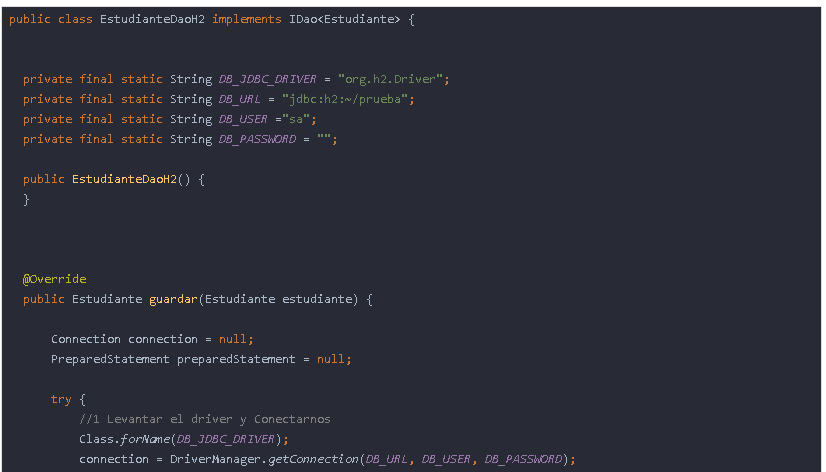 public class EstudianteDaoH2 implements IDao<Estudiante> {
private final static String DB_JDBC_DRIVER = "org.h2.Driver";
private final static String DB_URL = "jdbc:h2:~/prueba";
private final static String DB_USER ="sa";
private final static String DB_PASSWORD = "";
public EstudianteDaoH2() {
}
@Override
public Estudiante guardar(Estudiante estudiante) {
Connection connection = null;
PreparedStatement preparedStatement = null;
try {
//1 Levantar el driver y Conectarnos
Class.forName(DB_JDBC_DRIVER);
connection = DriverManager.getConnection(DB_URL, DB_USER, DB_PASSWORD);